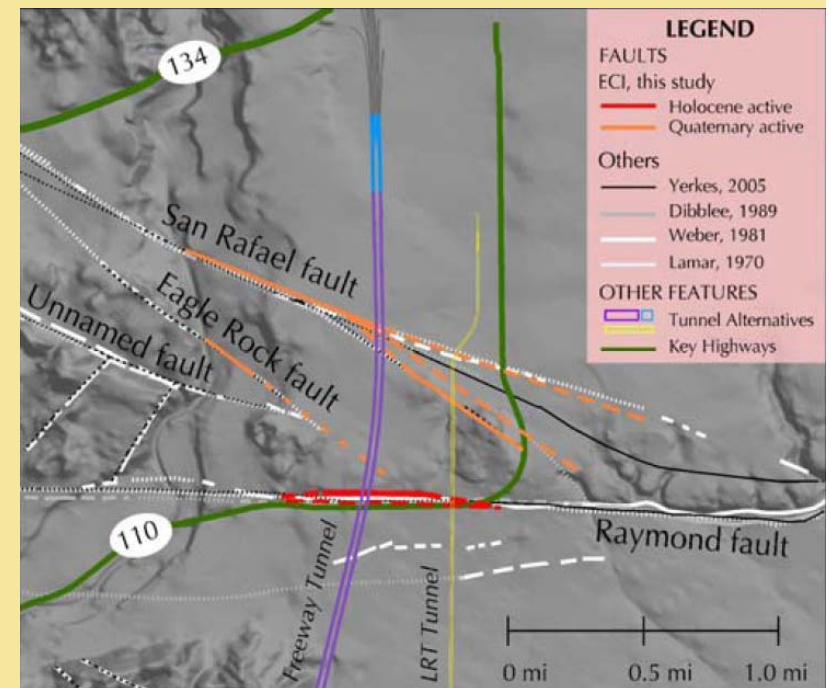 134
San Rafael fault
Eagle Rock fault
Unnamed fault
110
Freeway Tunnel
LRT Tunnel
Raymond fault
0 mi 0.5 mi 1.0 mi
LEGEND
FAULTS
ECI, this study
Holocene active
Quaternary active
Others
Yerkes, 2005
Dibblee, 1989
Weber, 1981
Lamar, 1970
OTHER FEATURES
Tunnel Alternatives
Key Highways